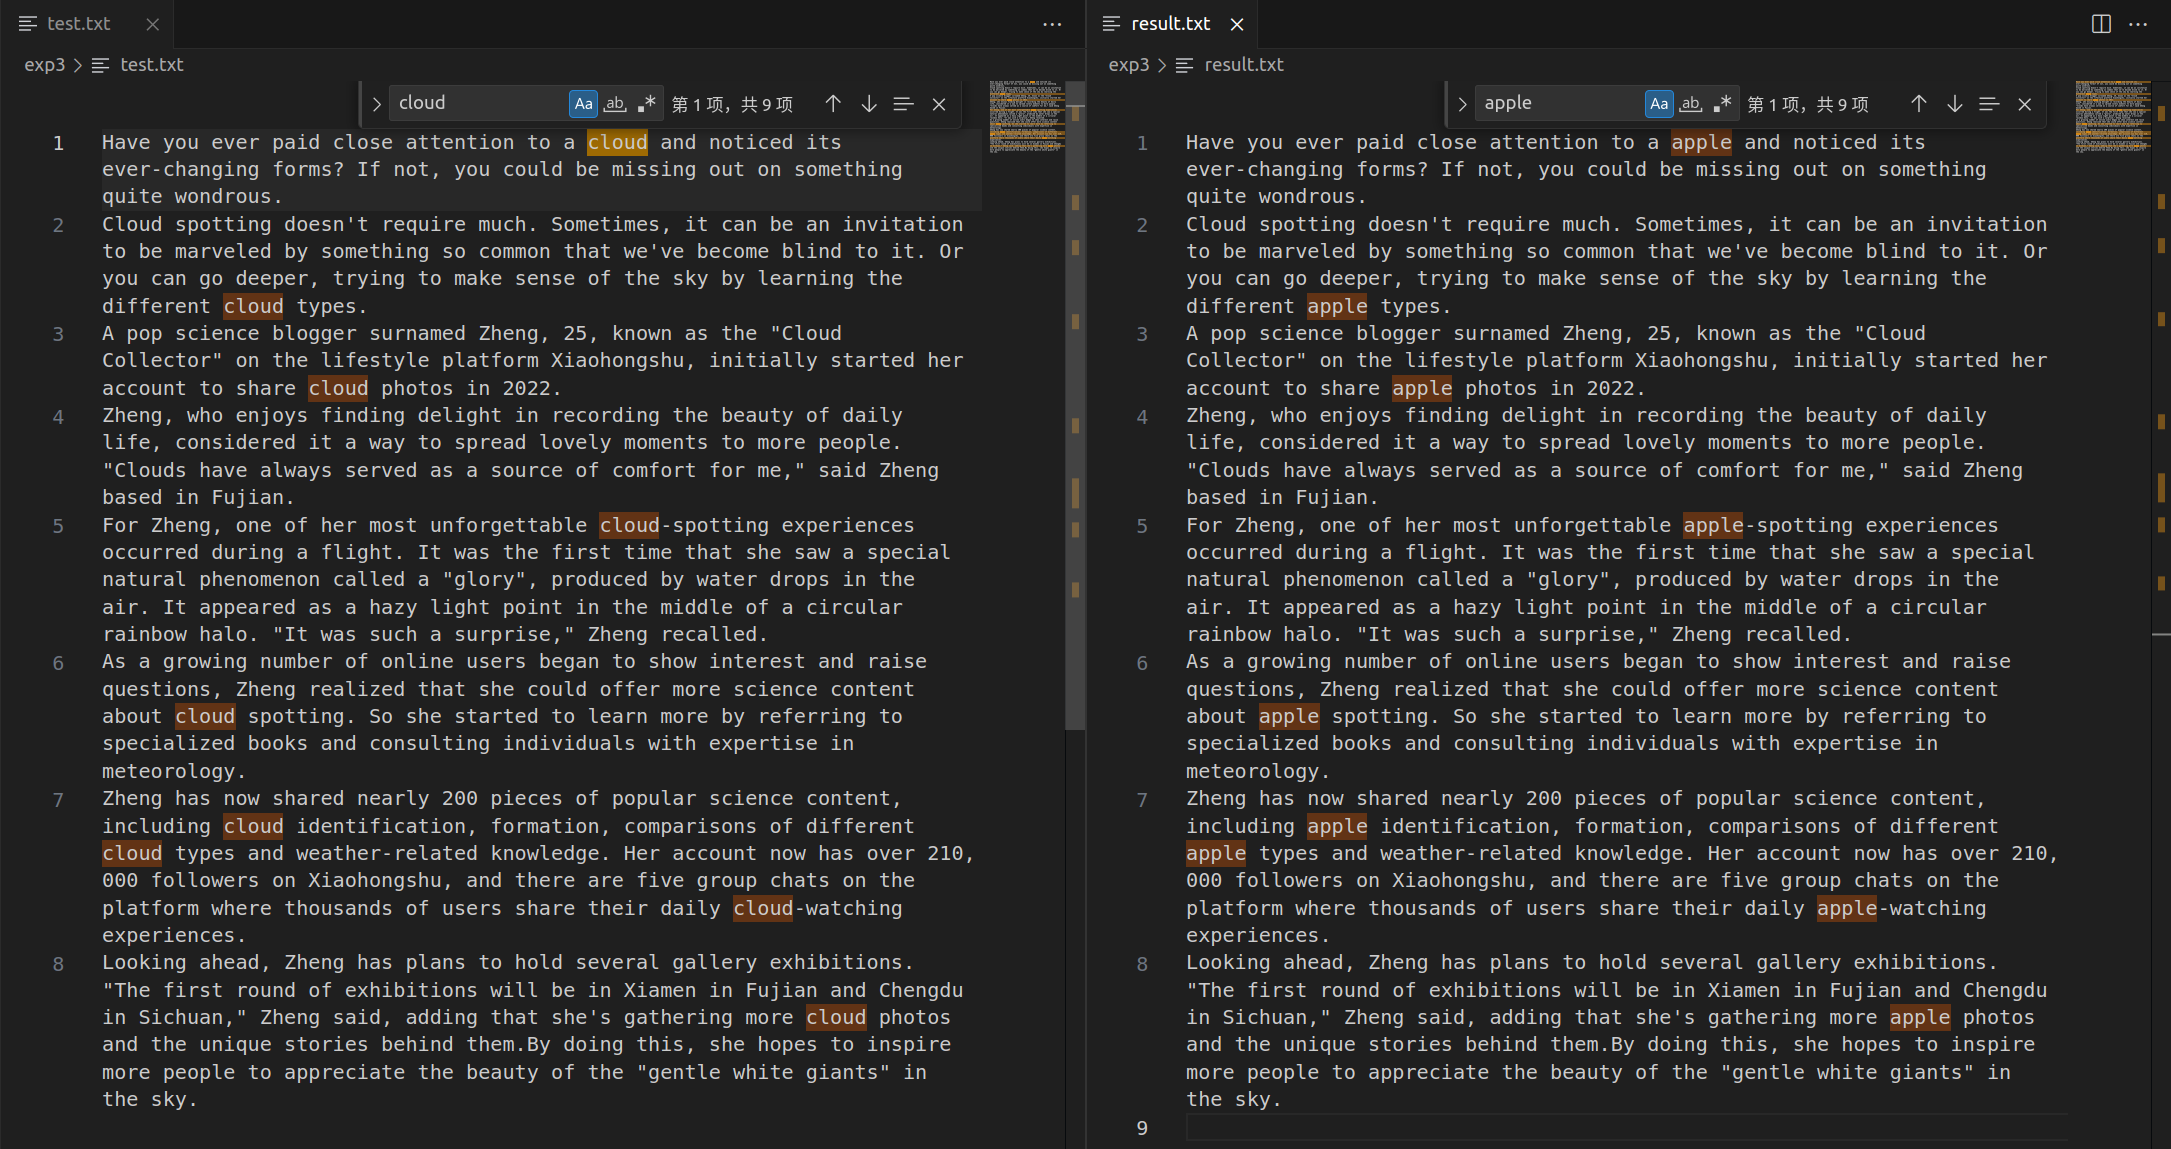 test.txt
exp3 > test.txt
cloud Aa ab .* 第 1 项，共 9 项
1 Have you ever paid close attention to a cloud and noticed its
ever-changing forms? If not, you could be missing out on something
quite wondrous.
2 Cloud spotting doesn't require much. Sometimes, it can be an invitation
to be marveled by something so common that we've become blind to it. Or
you can go deeper, trying to make sense of the sky by learning the
different cloud types.
3 A pop science blogger surnamed Zheng, 25, known as the "Cloud
Collector" on the lifestyle platform Xiaohongshu, initially started her
account to share cloud photos in 2022.
4 Zheng, who enjoys finding delight in recording the beauty of daily
life, considered it a way to spread lovely moments to more people.
"Clouds have always served as a source of comfort for me," said Zheng
based in Fujian.
5 For Zheng, one of her most unforgettable cloud-spotting experiences
occurred during a flight. It was the first time that she saw a special
natural phenomenon called a "glory", produced by water drops in the
air. It appeared as a hazy light point in the middle of a circular
rainbow halo. "It was such a surprise," Zheng recalled.
6 As a growing number of online users began to show interest and raise
questions, Zheng realized that she could offer more science content
about cloud spotting. So she started to learn more by referring to
specialized books and consulting individuals with expertise in
meteorology.
7 Zheng has now shared nearly 200 pieces of popular science content,
including cloud identification, formation, comparisons of different
cloud types and weather-related knowledge. Her account now has over 210,
000 followers on Xiaohongshu, and there are five group chats on the
platform where thousands of users share their daily cloud-watching
experiences.
8 Looking ahead, Zheng has plans to hold several gallery exhibitions.
"The first round of exhibitions will be in Xiamen in Fujian and Chengdu
in Sichuan," Zheng said, adding that she's gathering more cloud photos
and the unique stories behind them.By doing this, she hopes to inspire
more people to appreciate the beauty of the "gentle white giants" in
the sky.
result.txt
exp3 > result.txt
apple Aa ab .* 第 1 项，共 9 项
1 Have you ever paid close attention to a apple and noticed its
ever-changing forms? If not, you could be missing out on something
quite wondrous.
2 Cloud spotting doesn't require much. Sometimes, it can be an invitation
to be marveled by something so common that we've become blind to it. Or
you can go deeper, trying to make sense of the sky by learning the
different apple types.
3 A pop science blogger surnamed Zheng, 25, known as the "Cloud
Collector" on the lifestyle platform Xiaohongshu, initially started her
account to share apple photos in 2022.
4 Zheng, who enjoys finding delight in recording the beauty of daily
life, considered it a way to spread lovely moments to more people.
"Clouds have always served as a source of comfort for me," said Zheng
based in Fujian.
5 For Zheng, one of her most unforgettable apple-spotting experiences
occurred during a flight. It was the first time that she saw a special
natural phenomenon called a "glory", produced by water drops in the
air. It appeared as a hazy light point in the middle of a circular
rainbow halo. "It was such a surprise," Zheng recalled.
6 As a growing number of online users began to show interest and raise
questions, Zheng realized that she could offer more science content
about apple spotting. So she started to learn more by referring to
specialized books and consulting individuals with expertise in
meteorology.
7 Zheng has now shared nearly 200 pieces of popular science content,
including apple identification, formation, comparisons of different
apple types and weather-related knowledge. Her account now has over 210,
000 followers on Xiaohongshu, and there are five group chats on the
platform where thousands of users share their daily apple-watching
experiences.
8 Looking ahead, Zheng has plans to hold several gallery exhibitions.
"The first round of exhibitions will be in Xiamen in Fujian and Chengdu
in Sichuan," Zheng said, adding that she's gathering more apple photos
and the unique stories behind them.By doing this, she hopes to inspire
more people to appreciate the beauty of the "gentle white giants" in
the sky.
9